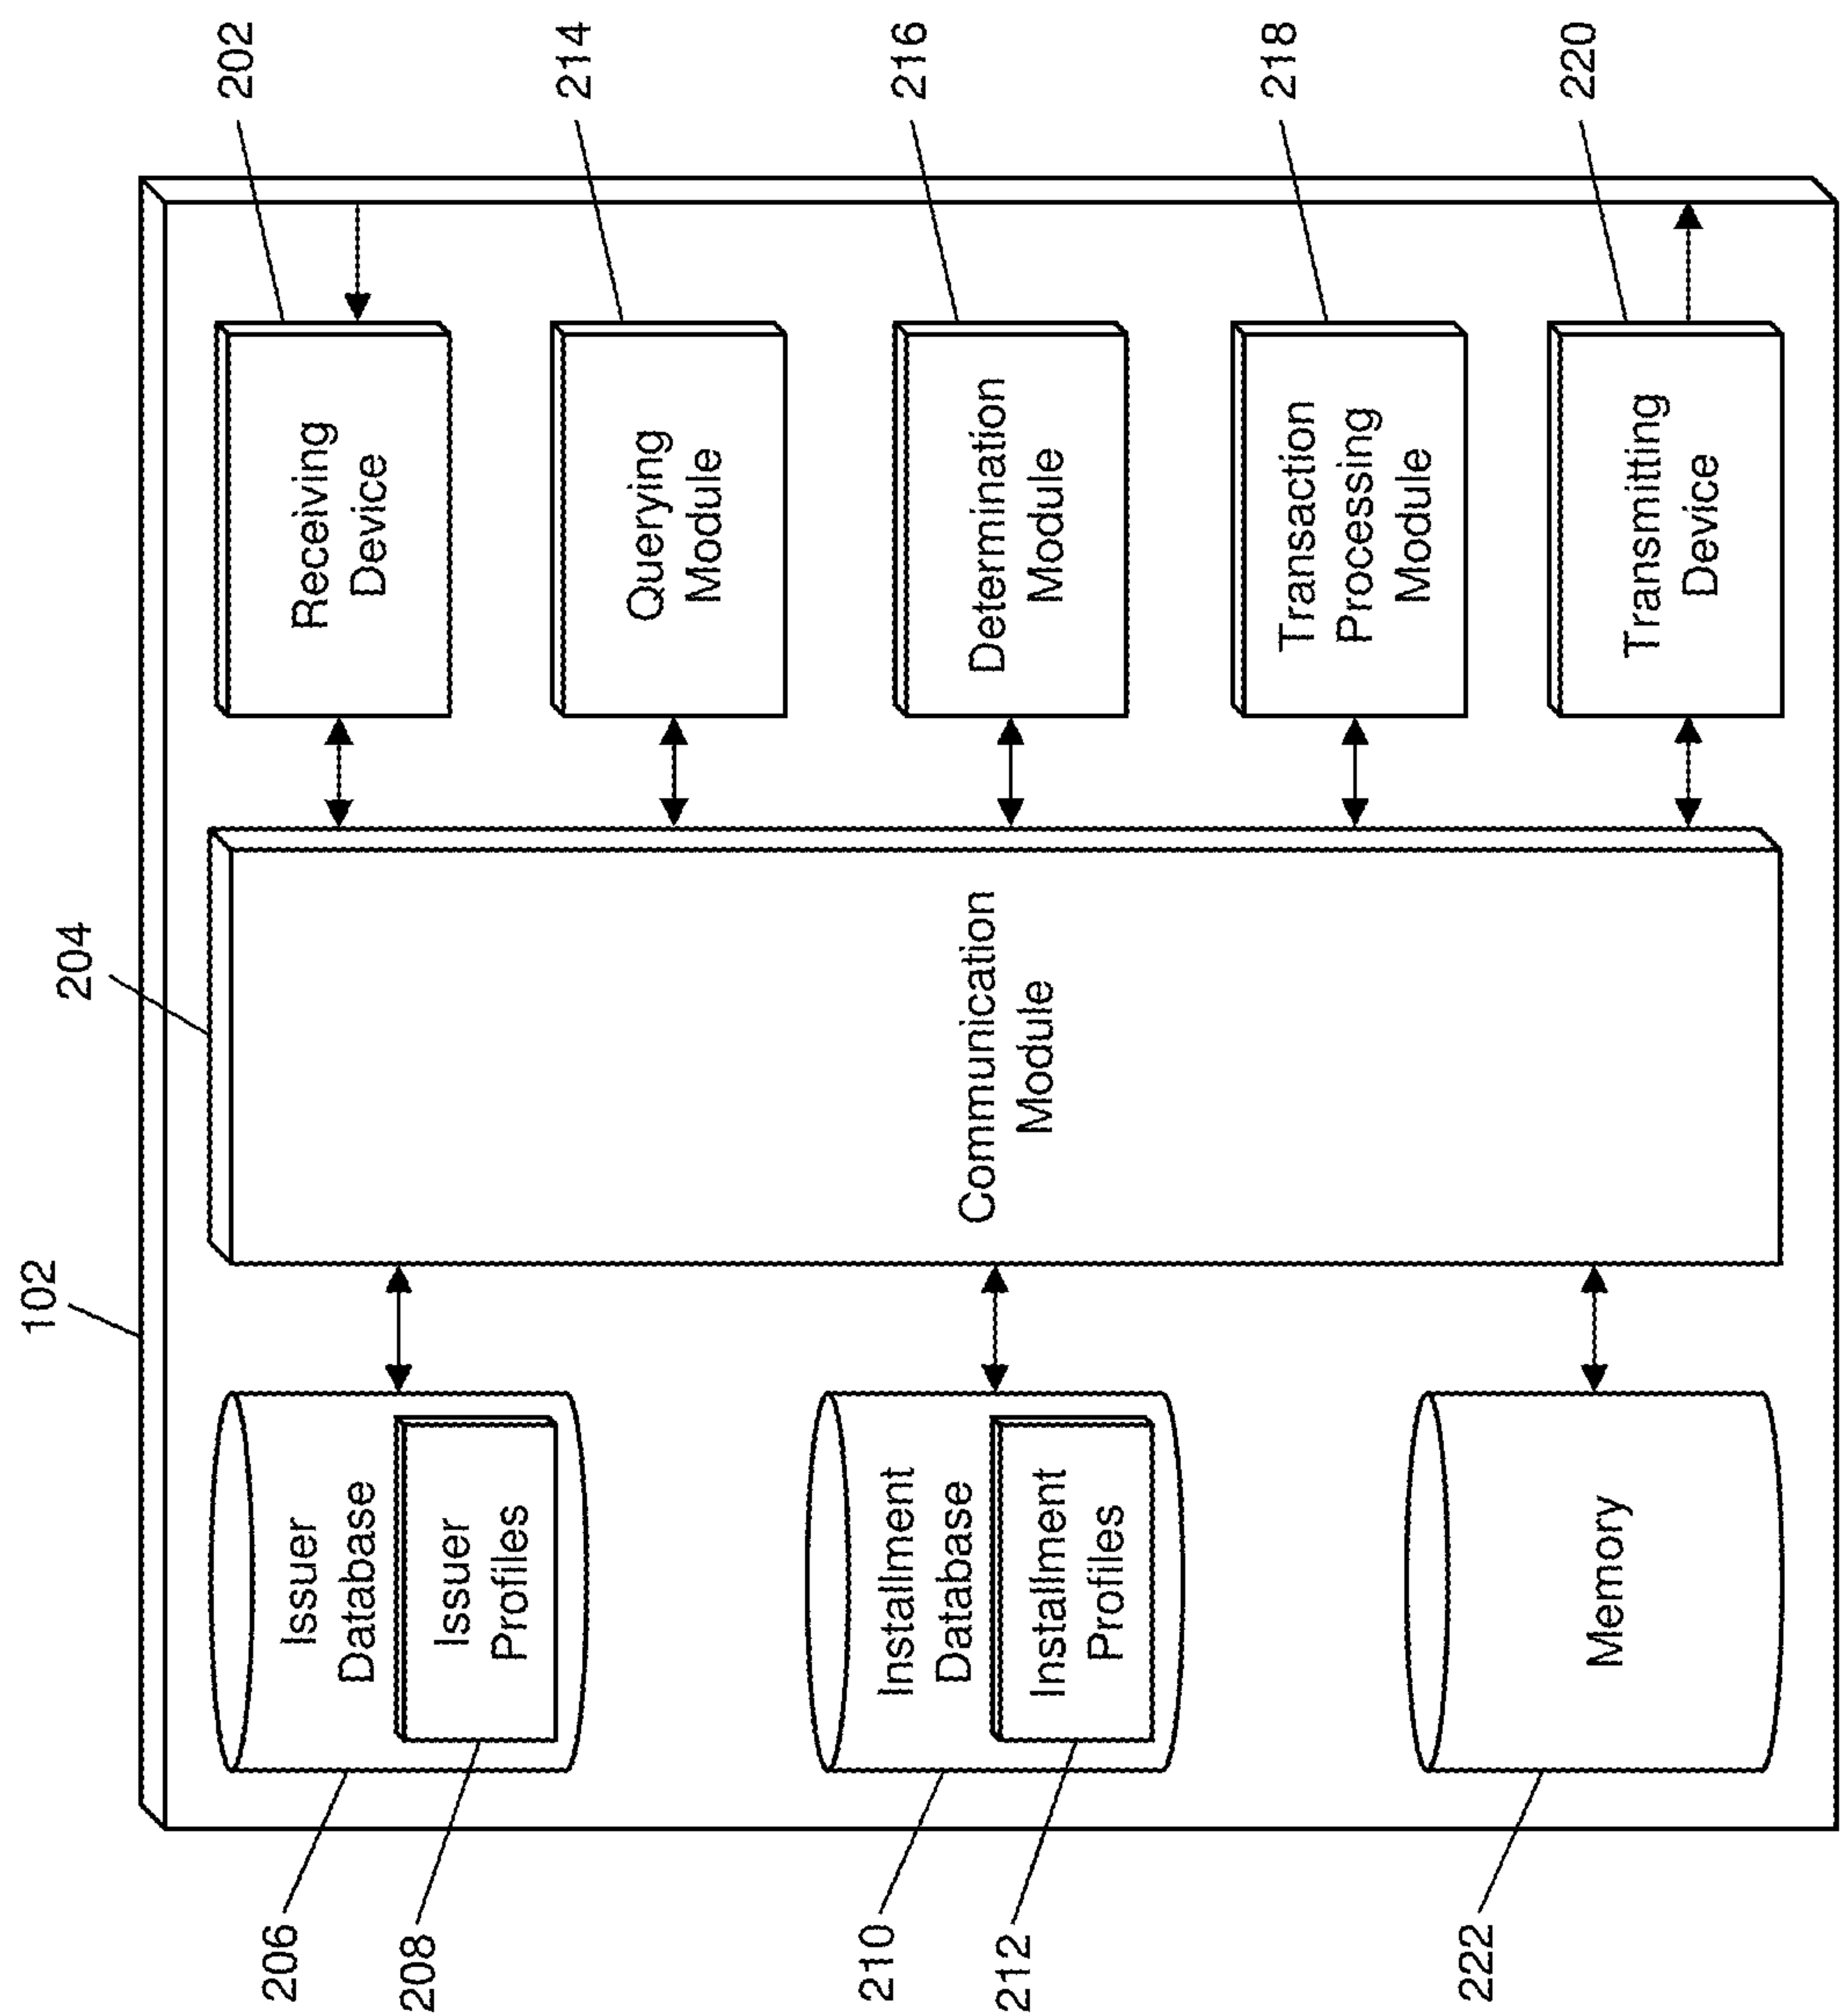 102
204
206
Issuer
Database
208
Issuer
Profiles
210
Installment
Database
212
Installment
Profiles
222
Memory
Communication
Module
Receiving
Device
202
Querying
Module
214
Determination
Module
216
Transaction
Processing
Module
218
Transmitting
Device
220